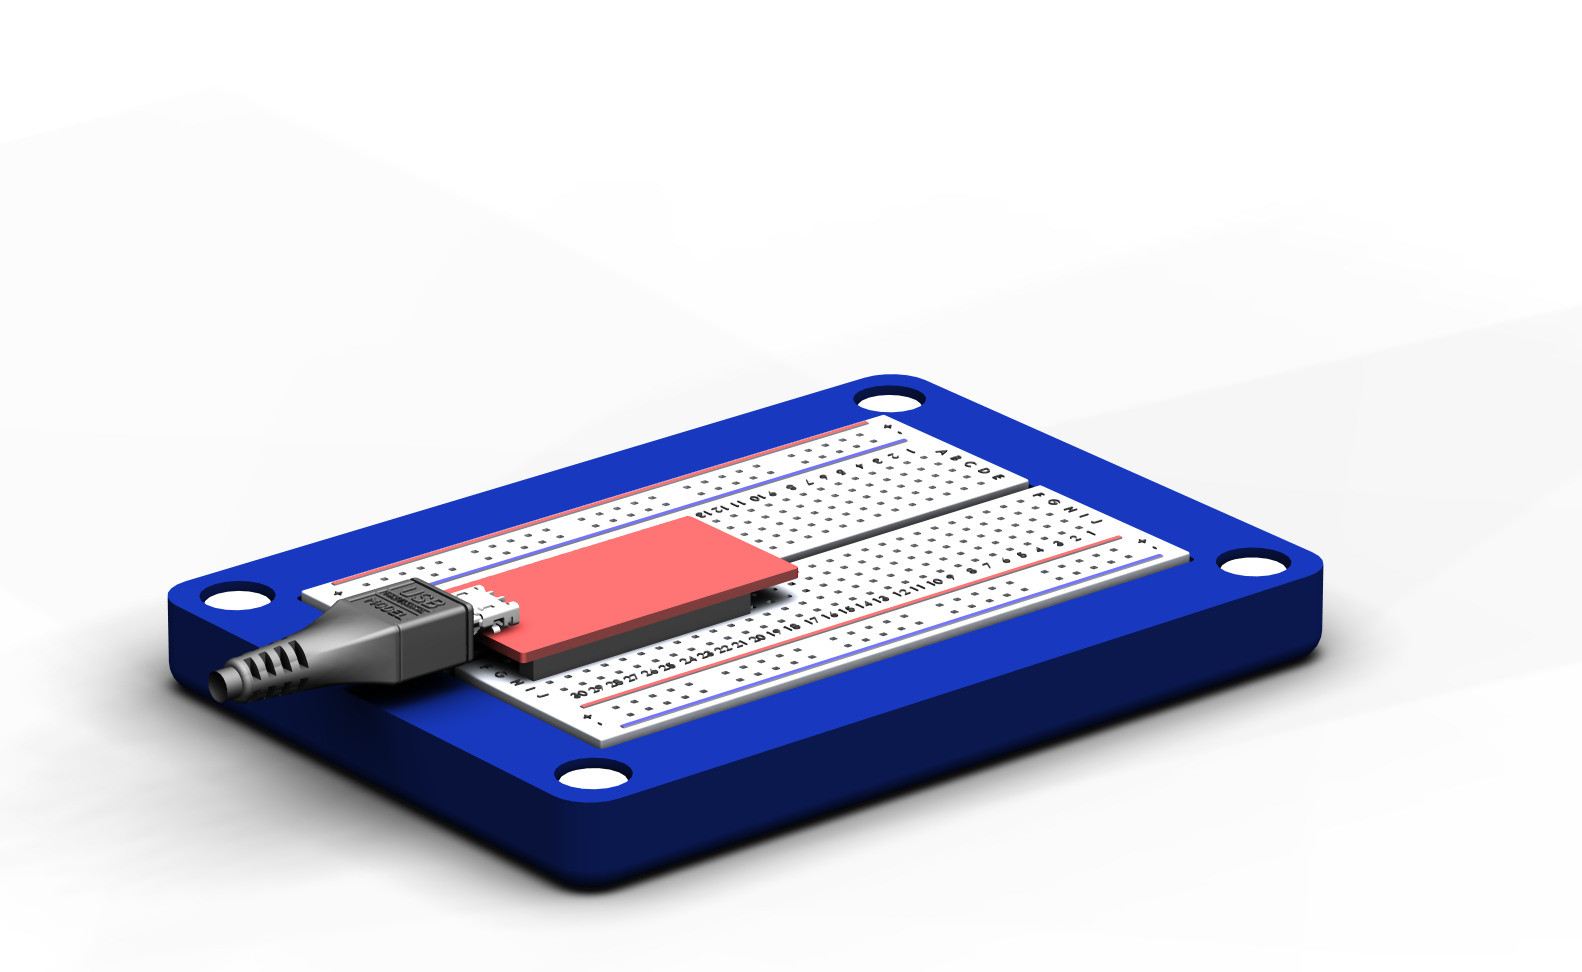 USB
MODEL
+ -
1 2 3 4 5 6 7 8 9 10 11 12 13
A B C D E
F G H I J
1 2 3 4 5 6 7 8 9 10 11 12 13 14 15 16 17 18 19 20 21 22 23 24 25 26 27 28 29 30
+ -
+
F G H I J
+ -